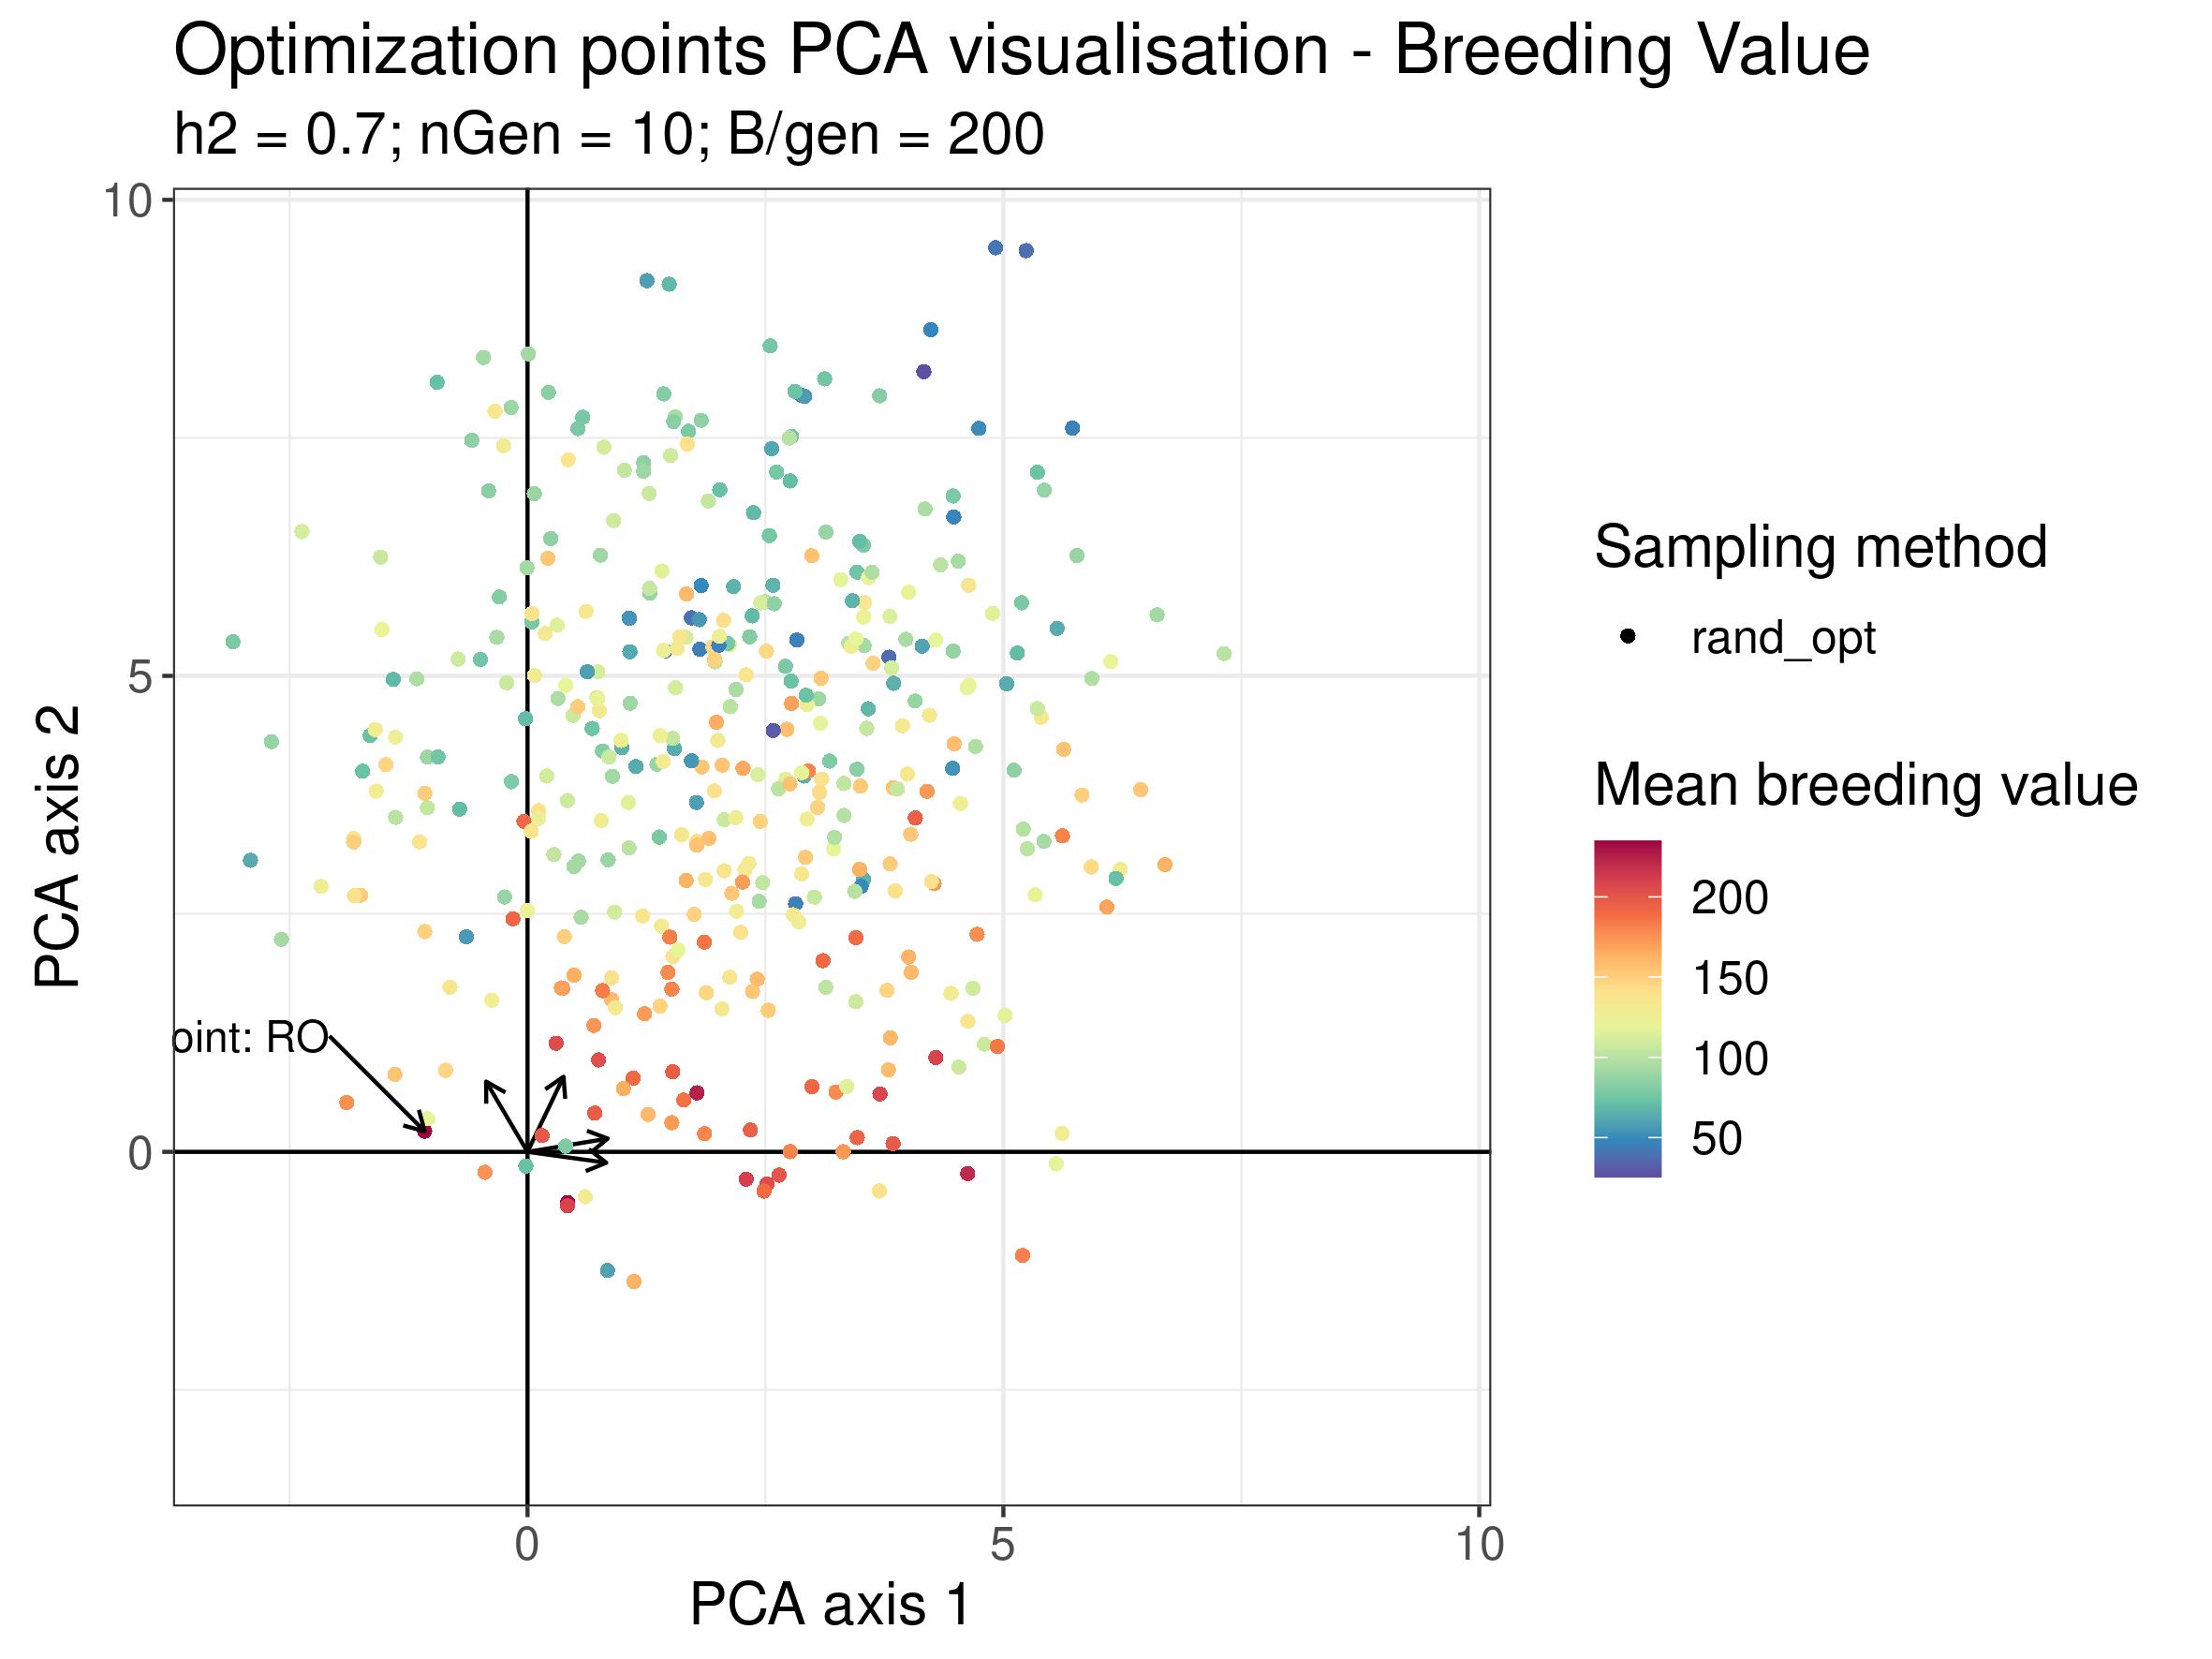 Optimization points PCA visualisation - Breeding Value
h2 = 0.7; nGen = 10; B/gen = 200
10
5
0
PCA axis 2
oint: RO
0
5
10
PCA axis 1
Sampling method
rand_opt
Mean breeding value
200
150
100
50